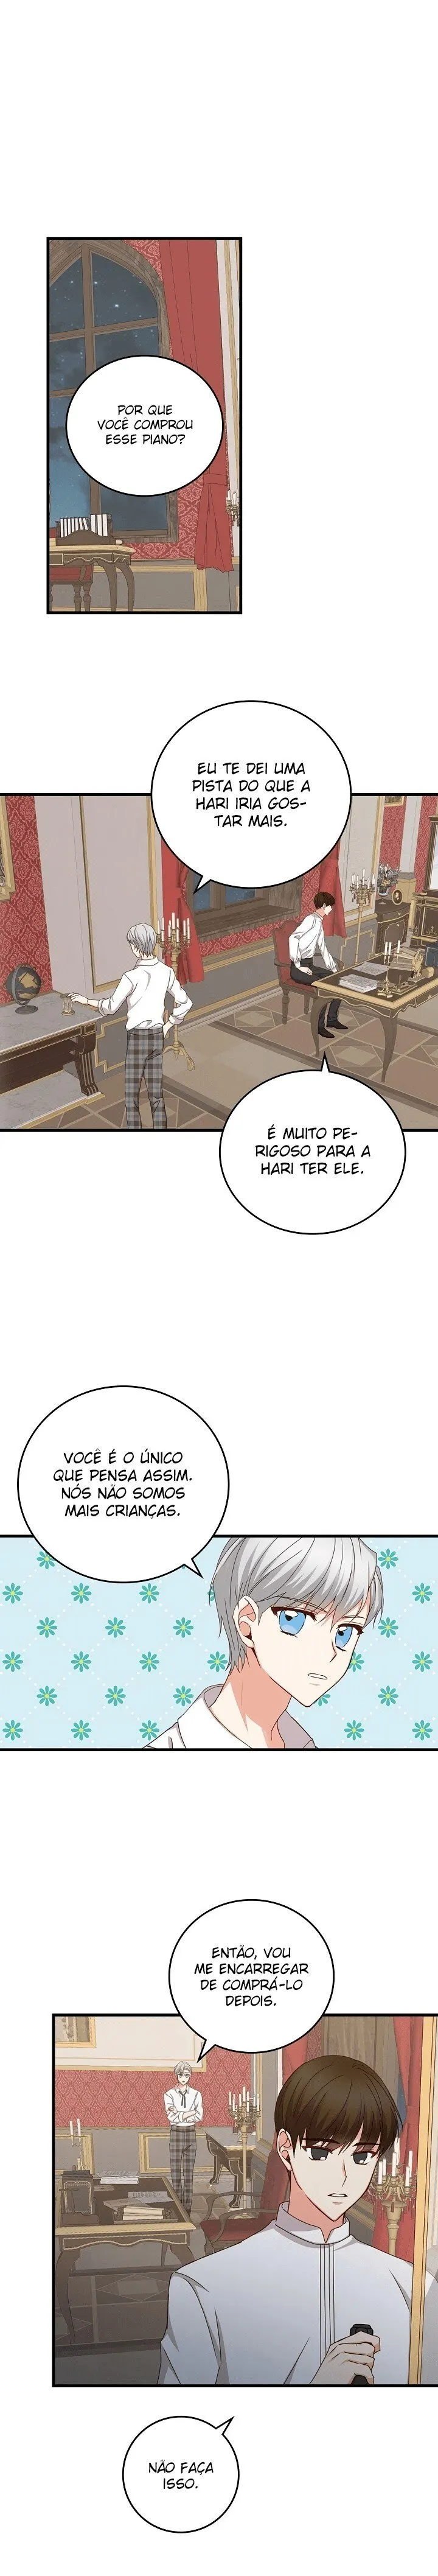 POR QUE
VOCÊ COMPROU
ESSE PIANO?
EU TE DEI UMA
PISTA DO QUE A
HARI IRIA GOS-
TAR MAIS.
É MUITO PE-
RIGOSO PARA A
HARI TER ELE.
VOCÊ É O ÚNICO
QUE PENSA ASSIM.
NÓS NÃO SOMOS
MAIS CRIANÇAS.
ENTÃO, VOU
ME ENCARREGAR
DE COMPRÁ-LO
DEPOIS.
NÃO FAÇA
ISSO.